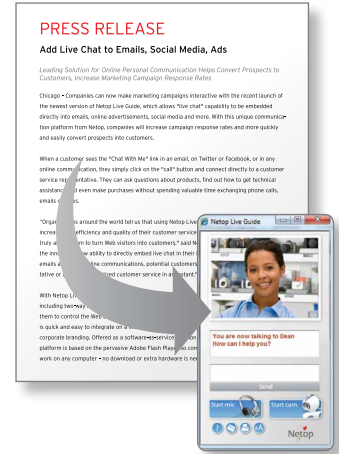 PRESS RELEASE
Add Live Chat to Emails, Social Media, Ads
Leading Solution for Online Personal Communication Helps Convert Prospects to
Customers, Increase Marketing Campaign Response Rates
Chicago - Companies can now make marketing campaigns interactive with the recent launch of
the newest version of Netop Live Guide, which allows "live chat" capability to be embedded
directly into emails, online advertisements, social media and more. With this unique communica-
tion platform from Netop, companies will increase campaign response rates and more quickly
and easily convert prospects into customers.
When a customer sees the "Chat With Me" link in an email, on Twitter or Facebook, or in any
online communication, they simply click on the "call" button and connect directly to a customer
service representative. They can ask questions about products, find out how to get technical
assistance and even make purchases without spending valuable time exchanging phone calls,
emails
around the world tell us that using Netop Live
increase efficiency and quality of their customer service
truly to turn Web visitors into customers," said N
the ability to directly embed live chat in their
emails communications, potential customers
tative or customer service in an instant."
With Netop Li
including two-way
them to control the Web
is quick and easy to integrate on a
corporate branding. Offered as a software-as-service
platform is based on the pervasive Adobe Flash Player so con
work on any computer - no download or extra hardware is nee
Netop Live Guide
You are now talking to Dean
How can I help you?
Send
Start mic
Start cam
?
AA
Netop